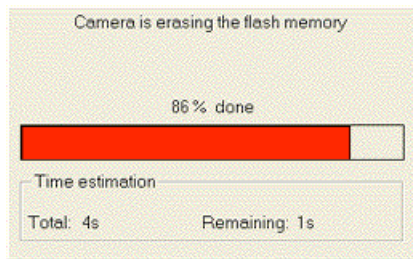 Camera is erasing the flash memory
86% done
Time estimation
Total: 4s Remaining: 1s